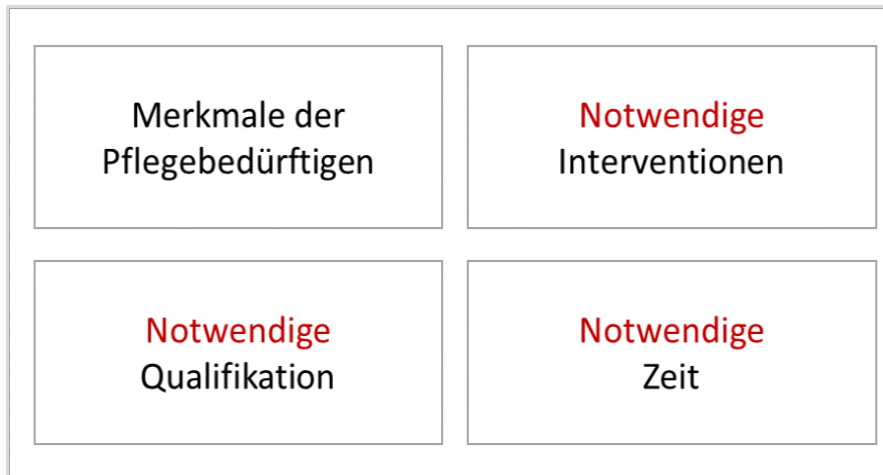 Merkmale der
Pflegebedürftigen
Notwendige
Interventionen
Notwendige
Qualifikation
Notwendige
Zeit